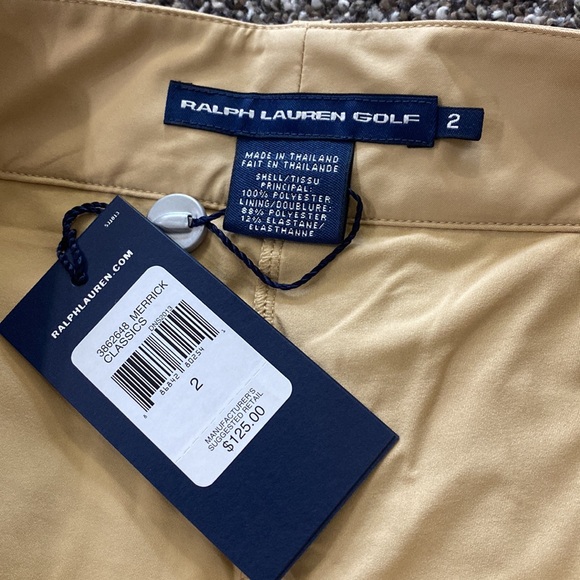 RALPH LAUREN GOLF
2
MADE IN THAILAND
FAIT EN THAILANDE
SHELL/TISSU
PRINCIPAL:
100% POLYESTER
LINING/DOUBLURE:
88% POLYESTER
12% ELASTANE/
ELASTHANNE
RALPHLAUREN.COM
3862648 MERRICK
CLASSICS
2
MANUFACTURER'S
SUGGESTED RETAIL
$125.00